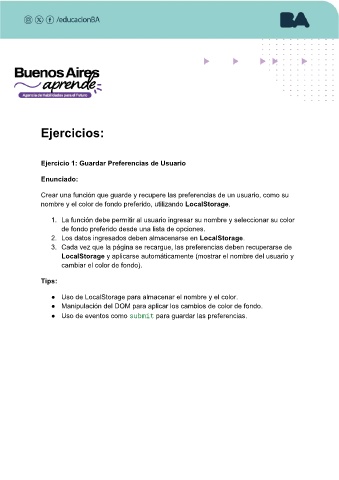 /educacionBA
BA
Buenos Aires
aprende
Agencia de Habilidades para el Futuro
Ejercicios:
Ejercicio 1: Guardar Preferencias de Usuario
Enunciado:
Crear una función que guarde y recupere las preferencias de un usuario, como su
nombre y el color de fondo preferido, utilizando LocalStorage.
1. La función debe permitir al usuario ingresar su nombre y seleccionar su color
de fondo preferido desde una lista de opciones.
2. Los datos ingresados deben almacenarse en LocalStorage.
3. Cada vez que la página se recargue, las preferencias deben recuperarse de
LocalStorage y aplicarse automáticamente (mostrar el nombre del usuario y
cambiar el color de fondo).
Tips:
● Uso de LocalStorage para almacenar el nombre y el color.
● Manipulación del DOM para aplicar los cambios de color de fondo.
● Uso de eventos como submit para guardar las preferencias.